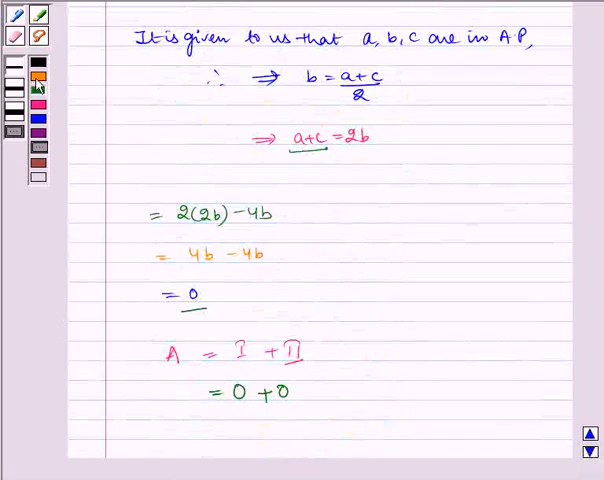 It is given to us that a, b, c are in A.P,
∴ ⇒ b = a+c/2
⇒ a+c = 2b
= 2(2b) - 4b
= 4b - 4b
= 0
A = I + II
= 0 + 0